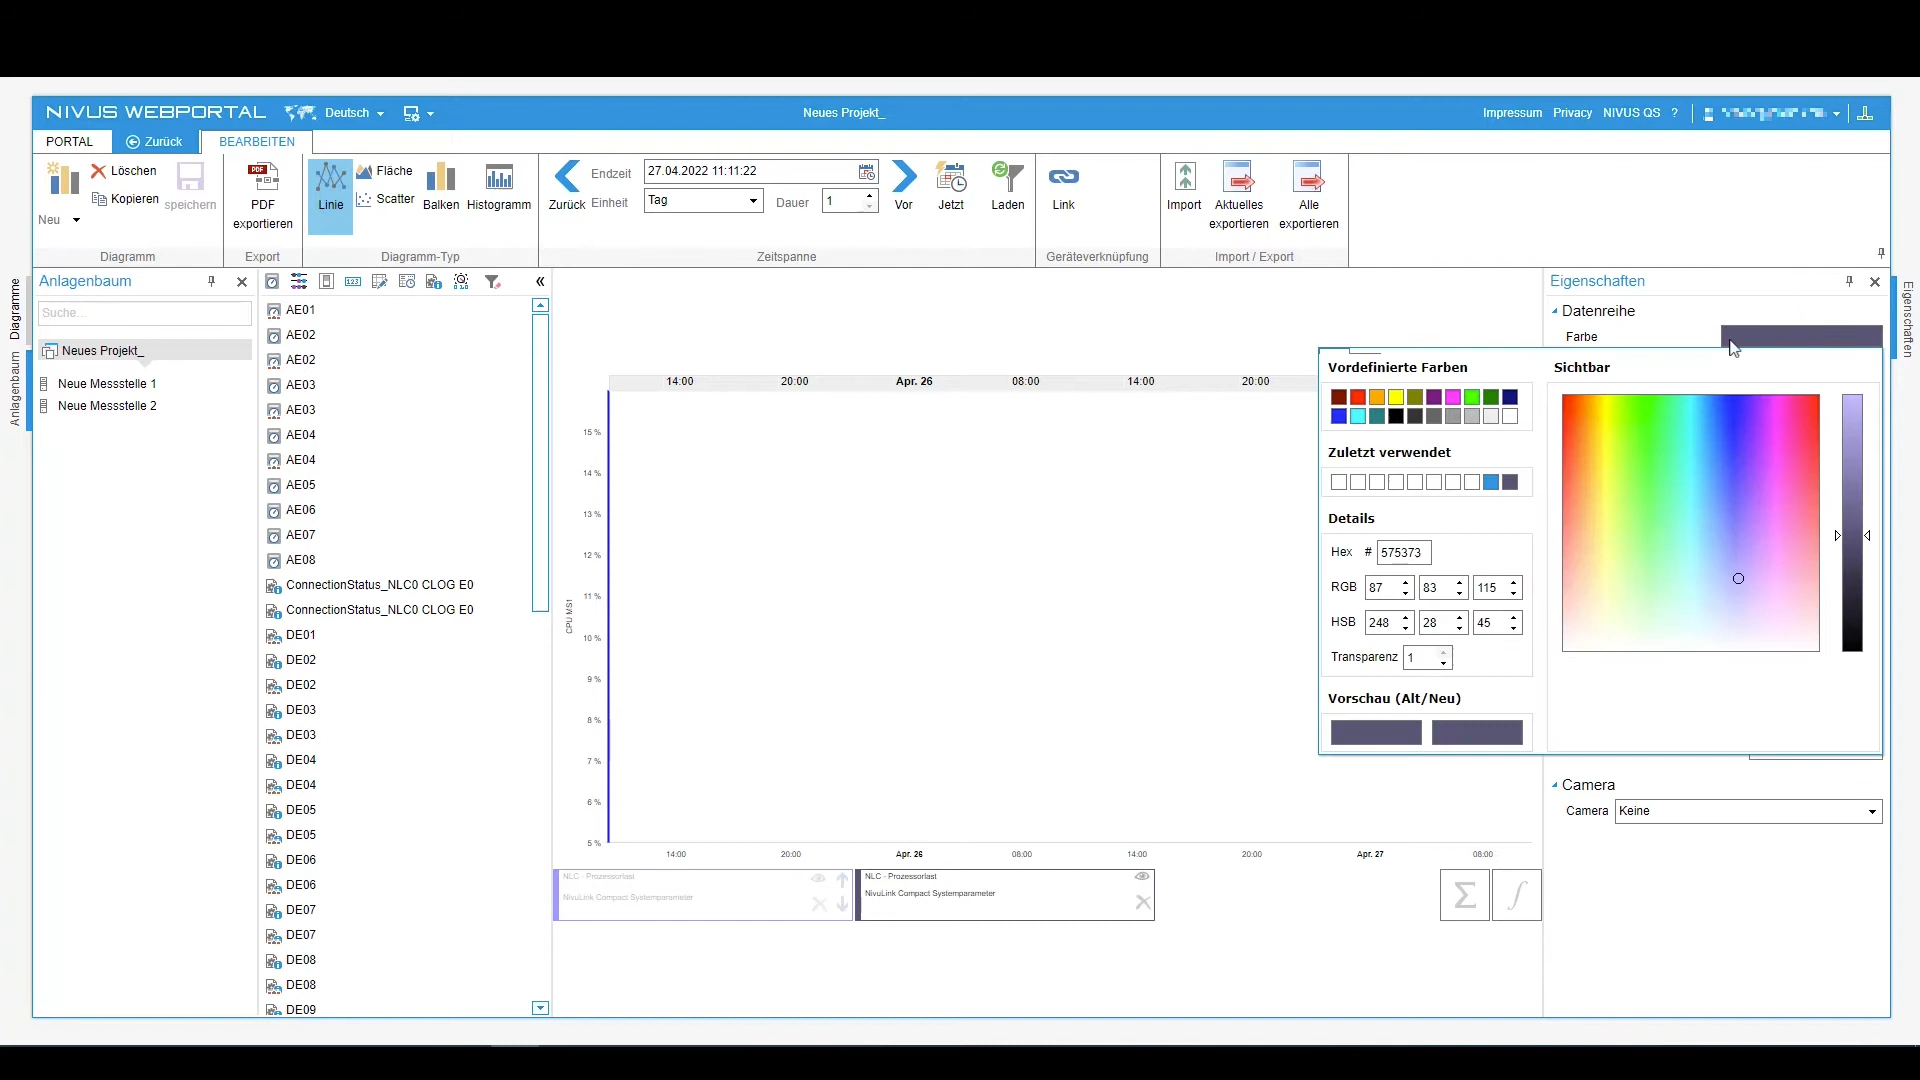 NIVUS WEBPORTAL Deutsch Neues Projekt_ Impressum Privacy NIVUS QS ?
PORTAL Zurück BEARBEITEN
Löschen
Kopieren
Neu
speichern
Diagramm
PDF
exportieren
Export
Linie
Fläche
Scatter
Balken
Histogramm
Diagramm-Typ
Zurück
Endzeit 27.04.2022 11:11:22
Einheit Tag Dauer 1
Vor
Jetzt
Laden
Zeitspanne
Link
Geräteverknüpfung
Import
Aktuelles
exportieren
Alle
exportieren
Import / Export
Diagramme
Anlagenbaum
Anlagenbaum
Suche...
Neues Projekt_
Neue Messstelle 1
Neue Messstelle 2
123
AE01
AE02
AE02
AE03
AE03
AE04
AE04
AE05
AE06
AE07
AE08
ConnectionStatus_NLC0 CLOG E0
ConnectionStatus_NLC0 CLOG E0
DE01
DE02
DE02
DE03
DE03
DE04
DE04
DE05
DE05
DE06
DE06
DE07
DE07
DE08
DE08
DE09
14:00 20:00 Apr. 26 08:00 14:00 20:00
15 %
14 %
13 %
12 %
11 %
10 %
9 %
8 %
7 %
6 %
5 %
CPU MS1
14:00 20:00 Apr. 26 08:00 14:00 20:00 Apr. 27 08:00
NLC - Prozessorlast
NivuLink Compact Systemparameter
NLC - Prozessorlast
NivuLink Compact Systemparameter
Σ ∫
Eigenschaften
Datenreihe
Farbe
Vordefinierte Farben
Zuletzt verwendet
Details
Hex # 575373
RGB 87 83 115
HSB 248 28 45
Transparenz 1
Vorschau (Alt/Neu)
Sichtbar
Camera
Camera Keine
Eigenschaften